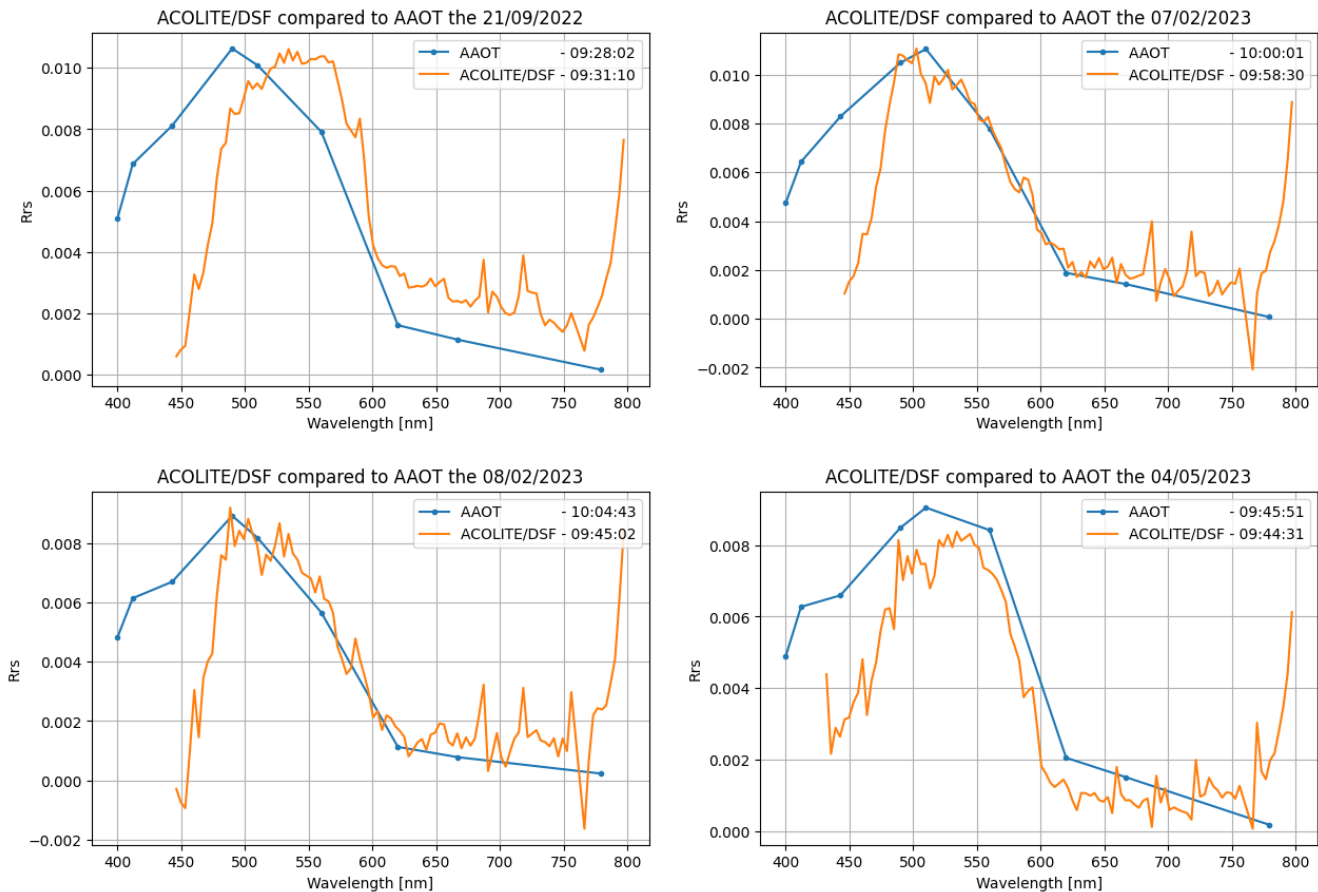 ACOLITE/DSF compared to AAOT the 21/09/2022
AAOT - 09:28:02
ACOLITE/DSF - 09:31:10
Rrs
0.010
0.008
0.006
0.004
0.002
0.000
400 450 500 550 600 650 700 750 800
Wavelength [nm]
ACOLITE/DSF compared to AAOT the 07/02/2023
AAOT - 10:00:01
ACOLITE/DSF - 09:58:30
Rrs
0.010
0.008
0.006
0.004
0.002
0.000
−0.002
400 450 500 550 600 650 700 750 800
Wavelength [nm]
ACOLITE/DSF compared to AAOT the 08/02/2023
AAOT - 10:04:43
ACOLITE/DSF - 09:45:02
Rrs
0.008
0.006
0.004
0.002
0.000
−0.002
400 450 500 550 600 650 700 750 800
Wavelength [nm]
ACOLITE/DSF compared to AAOT the 04/05/2023
AAOT - 09:45:51
ACOLITE/DSF - 09:44:31
Rrs
0.008
0.006
0.004
0.002
0.000
400 450 500 550 600 650 700 750 800
Wavelength [nm]